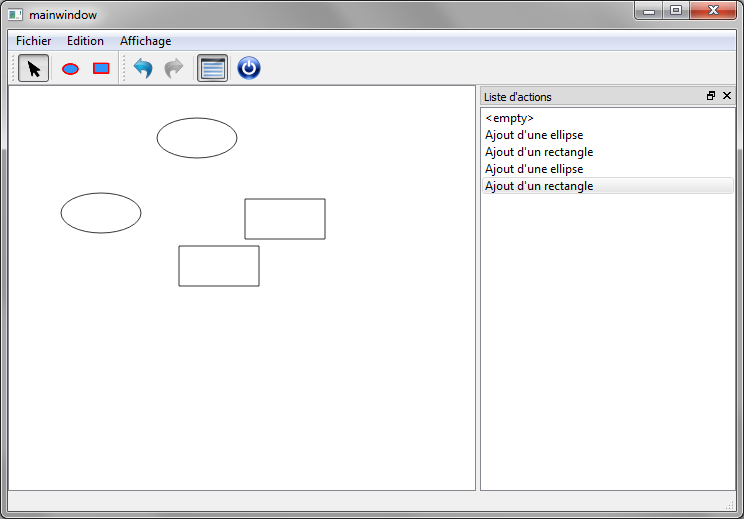 mainwindow
Fichier Edition Affichage
Liste d'actions
<empty>
Ajout d'une ellipse
Ajout d'un rectangle
Ajout d'une ellipse
Ajout d'un rectangle